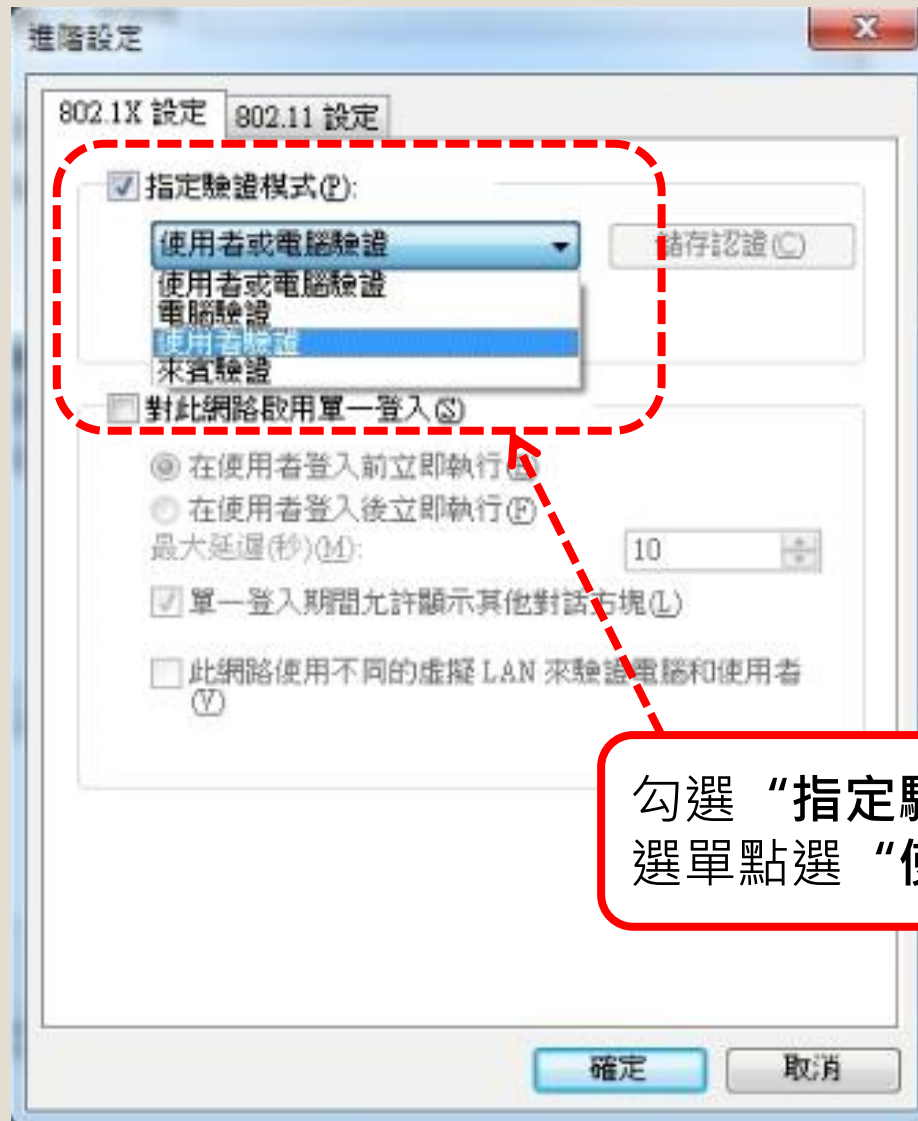 進階設定
802.1X 設定
802.11 設定
指定驗證模式(P):
使用者或電腦驗證
儲存認證(C)
使用者或電腦驗證
電腦驗證
使用者驗證
來賓驗證
對此網路啟用單一登入(S)
在使用者登入前立即執行
在使用者登入後立即執行(F)
最大延遲(秒)(M):
10
單一登入期間允許顯示其他對話方塊(L)
此網路使用不同的虛擬 LAN 來驗證電腦和使用者
(V)
勾選“指定
選單點選“
確定
取消